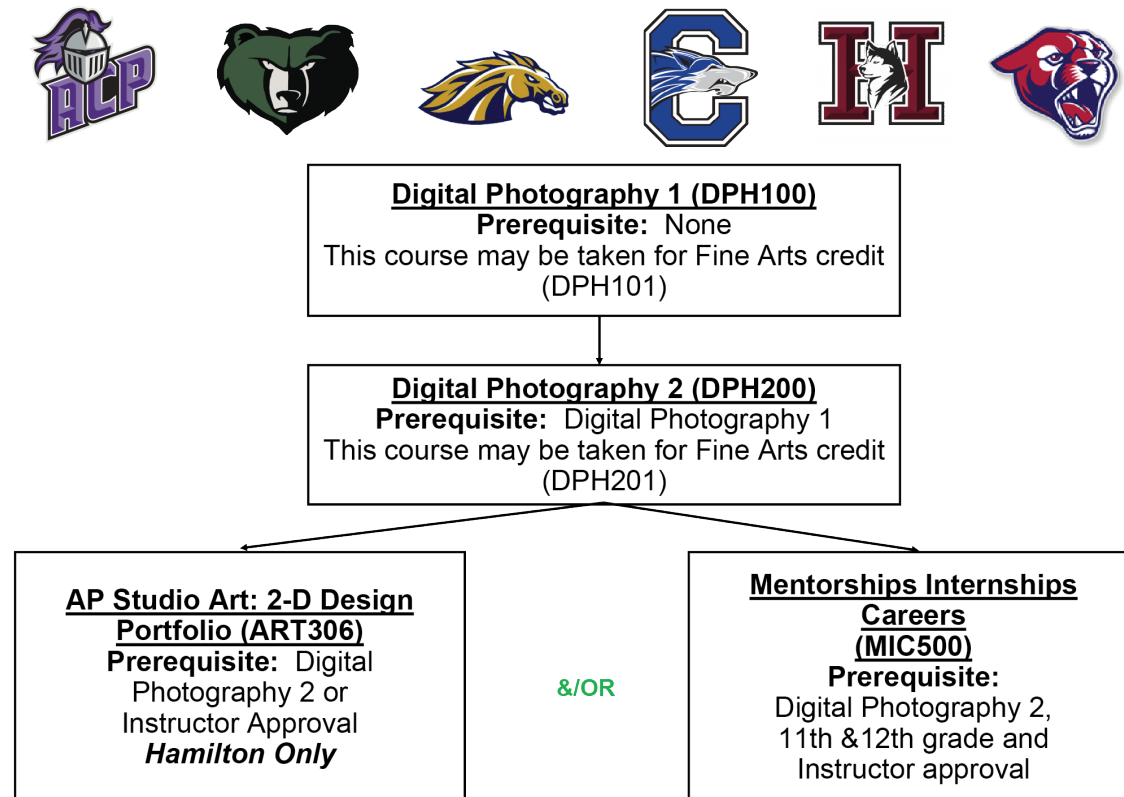 ACP
C
H
Digital Photography 1 (DPH100)
Prerequisite:  None
This course may be taken for Fine Arts credit
(DPH101)
Digital Photography 2 (DPH200)
Prerequisite:  Digital Photography 1
This course may be taken for Fine Arts credit
(DPH201)
AP Studio Art: 2-D Design
Portfolio (ART306)
Prerequisite:  Digital
Photography 2 or
Instructor Approval
Hamilton Only
&/OR
Mentorships Internships
Careers
(MIC500)
Prerequisite:
Digital Photography 2,
11th &12th grade and
Instructor approval